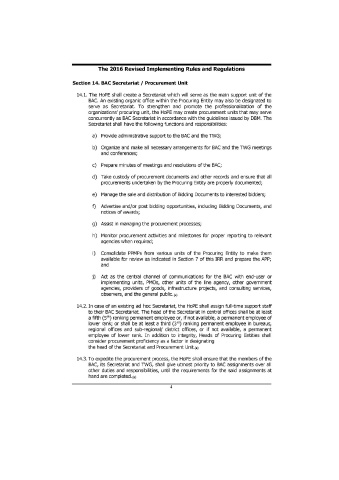 The 2016 Revised Implementing Rules and Regulations
Section 14. BAC Secretariat / Procurement Unit
14.1. The HoPE shall create a Secretariat which will serve as the main support unit of the
BAC. An existing organic office within the Procuring Entity may also be designated to
serve as Secretariat. To strengthen and promote the professionalization of the
organizations' procuring unit, the HoPE may create procurement units that may serve
concurrently as BAC Secretariat in accordance with the guidelines issued by DBM. The
Secretariat shall have the following functions and responsibilities:
a) Provide administrative support to the BAC and the TWG;
b) Organize and make all necessary arrangements for BAC and the TWG meetings
and conferences;
c) Prepare minutes of meetings and resolutions of the BAC;
d) Take custody of procurement documents and other records and ensure that all
procurements undertaken by the Procuring Entity are properly documented;
e) Manage the sale and distribution of Bidding Documents to interested bidders;
f) Advertise and/or post bidding opportunities, including Bidding Documents, and
notices of awards;
g) Assist in managing the procurement processes;
h) Monitor procurement activities and milestones for proper reporting to relevant
agencies when required;
i) Consolidate PPMPs from various units of the Procuring Entity to make them
available for review as indicated in Section 7 of this IRR and prepare the APP;
and
j) Act as the central channel of communications for the BAC with end-user or
implementing units, PMOs, other units of the line agency, other government
agencies, providers of goods, infrastructure projects, and consulting services,
observers, and the general public.
14.2. In case of an existing ad hoc Secretariat, the HoPE shall assign full-time support staff
to their BAC Secretariat. The head of the Secretariat in central offices shall be at least
a fifth (5th) ranking permanent employee or, if not available, a permanent employee of
lower rank; or shall be at least a third (3rd) ranking permanent employee in bureaus,
regional offices and sub-regional/ district offices, or if not available, a permanent
employee of lower rank. In addition to integrity, Heads of Procuring Entities shall
consider procurement proficiency as a factor in designating
the head of the Secretariat and Procurement Unit.
14.3. To expedite the procurement process, the HoPE shall ensure that the members of the
BAC, its Secretariat and TWG, shall give utmost priority to BAC assignments over all
other duties and responsibilities, until the requirements for the said assignments at
hand are completed.